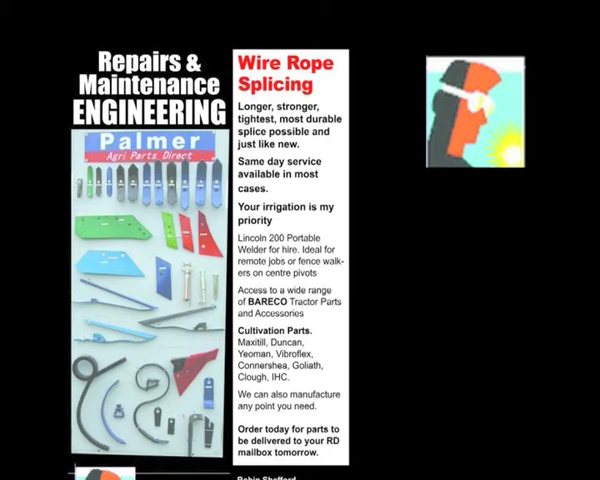 Repairs &
Maintenance
ENGINEERING
Palmer
Agri Parts Direct
Wire Rope
Splicing
Longer, stronger,
tightest, most durable
splice possible and
just like new.
Same day service
available in most
cases.
Your irrigation is my
priority
Lincoln 200 Portable
Welder for hire. Ideal for
remote jobs or fence walk-
ers on centre pivots
Access to a wide range
of BARECO Tractor Parts
and Accessories
Cultivation Parts.
Maxitill, Duncan,
Yeoman, Vibroflex,
Connershea, Goliath,
Clough, IHC.
We can also manufacture
any point you need.
Order today for parts to
be delivered to your RD
mailbox tomorrow.
Robin Shefford